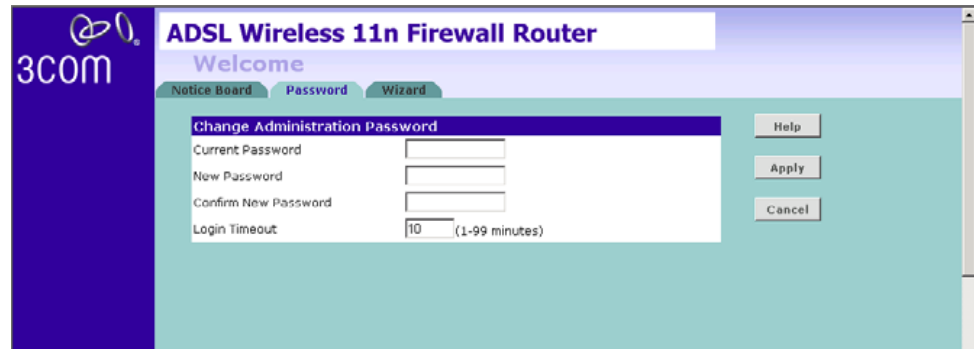 3COM
ADSL Wireless 11n Firewall Router
Welcome
Notice Board Password Wizard
Change Administration Password
Current Password
New Password
Confirm New Password
Login Timeout 10 (1-99 minutes)
Help
Apply
Cancel